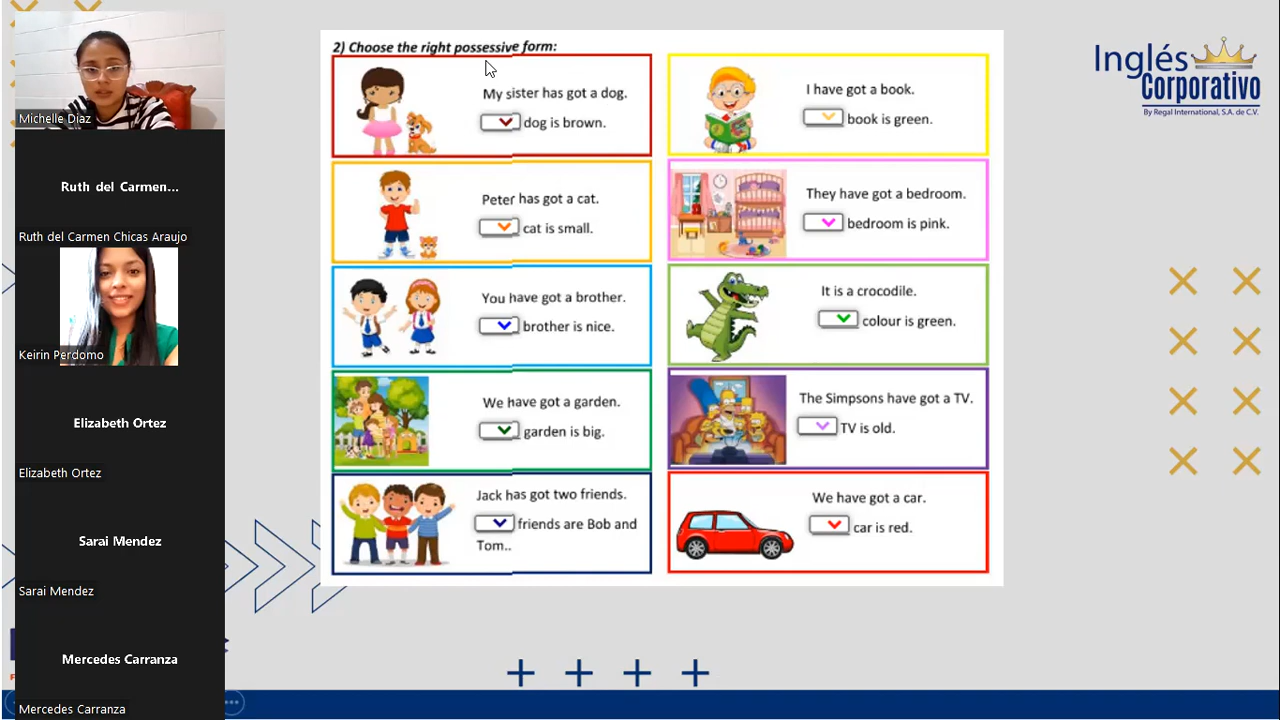 Michelle Diaz
Ruth del Carmen...
Ruth del Carmen Chicas Araujo
Keirin Perdomo
Elizabeth Ortez
Elizabeth Ortez
Sarai Mendez
Sarai Mendez
Mercedes Carranza
Mercedes Carranza
2) Choose the right possessive form:
My sister has got a dog.
dog is brown.
Peter has got a cat.
cat is small.
You have got a brother.
brother is nice.
We have got a garden.
garden is big.
Jack has got two friends.
friends are Bob and
Tom..
I have got a book.
book is green.
They have got a bedroom.
bedroom is pink.
It is a crocodile.
colour is green.
The Simpsons have got a TV.
TV is old.
We have got a car.
car is red.
Inglés
Corporativo
By Regal International, S.A. de C.V.